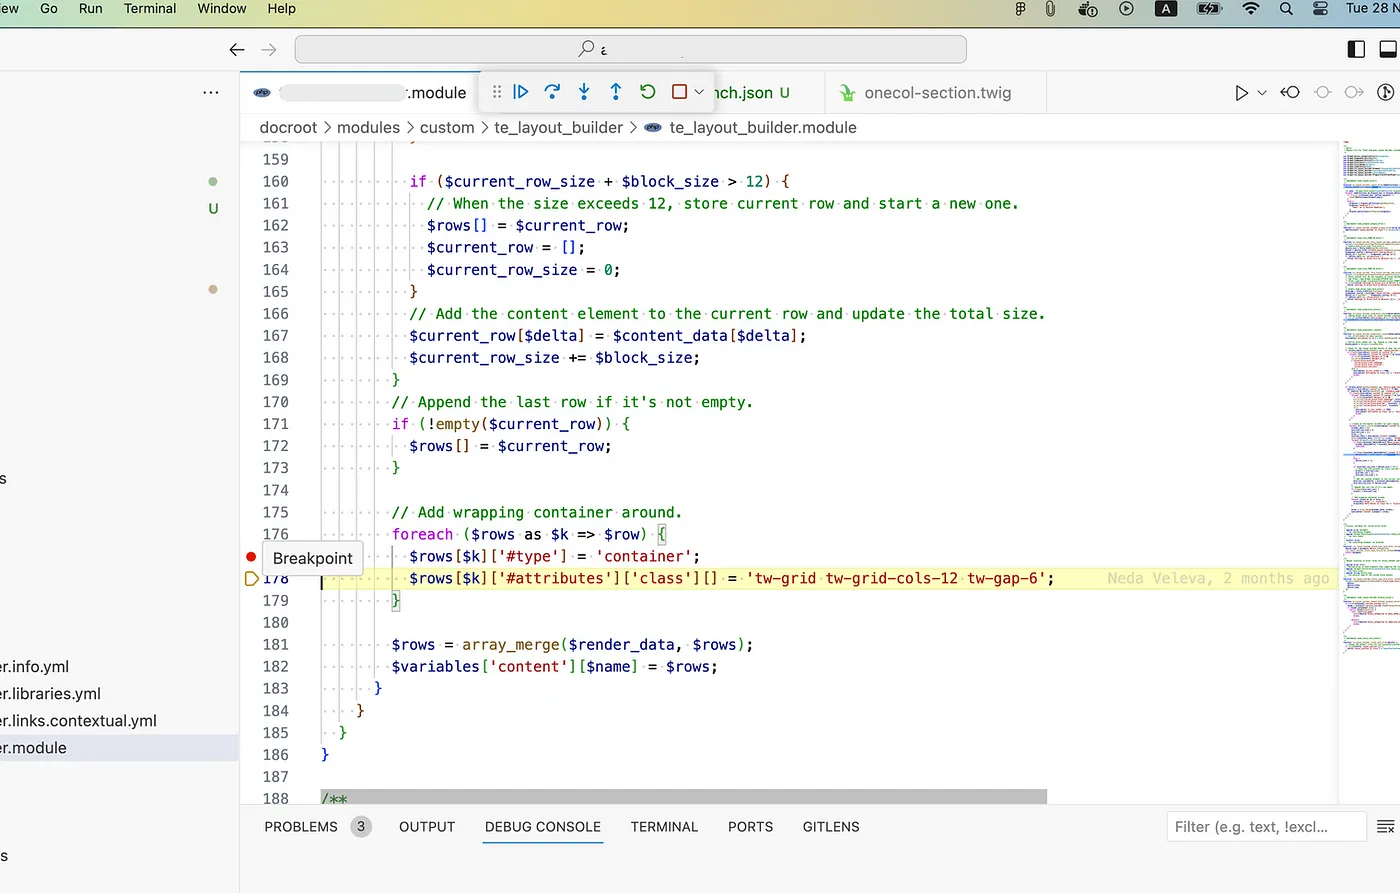 iew Go Run Terminal Window Help A Tue 28 N
ع
.module nch.json U onecol-section.twig
docroot > modules > custom > te_layout_builder > te_layout_builder.module
159
160 if ($current_row_size + $block_size > 12) {
161 // When the size exceeds 12, store current row and start a new one.
U
162 $rows[] = $current_row;
163 $current_row = [];
164 $current_row_size = 0;
165 }
166 // Add the content element to the current row and update the total size.
167 $current_row[$delta] = $content_data[$delta];
168 $current_row_size += $block_size;
169 }
170 // Append the last row if it's not empty.
171 if (!empty($current_row)) {
172 $rows[] = $current_row;
173 }
s
174
175 // Add wrapping container around.
176 foreach ($rows as $k => $row) {
Breakpoint $rows[$k]['#type'] = 'container';
178 $rows[$k]['#attributes']['class'][] = 'tw-grid tw-grid-cols-12 tw-gap-6'; Neda Veleva, 2 months ago
179 }
180
181 $rows = array_merge($render_data, $rows);
182 $variables['content'][$name] = $rows;
er.info.yml
183 }
er.libraries.yml
184 }
er.links.contextual.yml
185 }
er.module
186 }
187
188 /**
PROBLEMS 3 OUTPUT DEBUG CONSOLE TERMINAL PORTS GITLENS Filter (e.g. text, !excl...
s